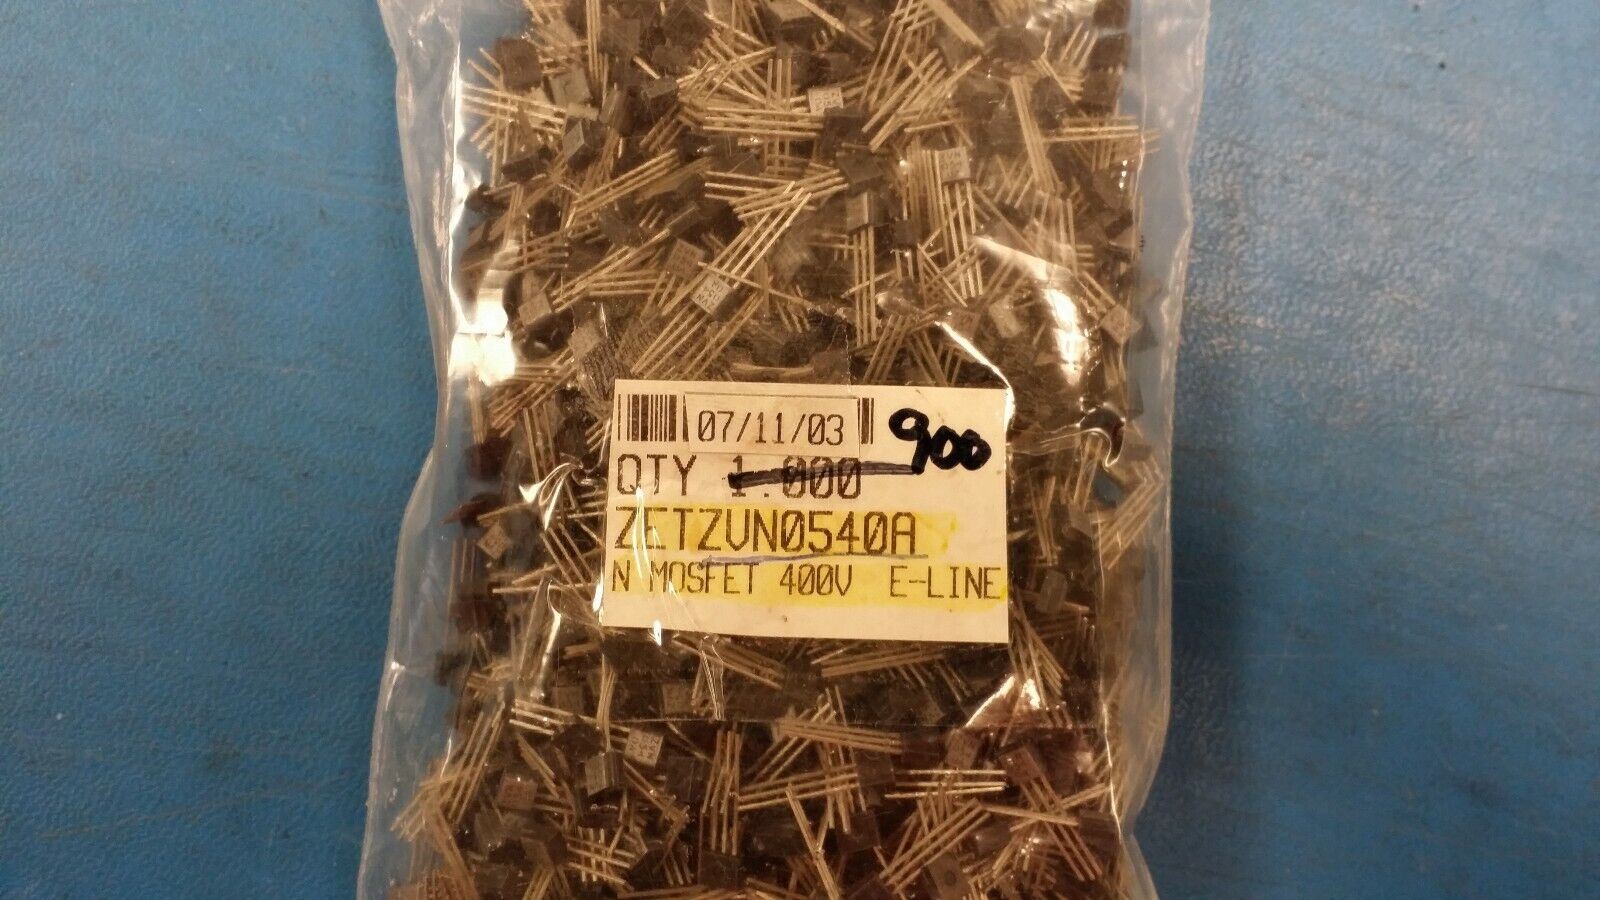 07/11/03 900
QTY 1.000
ZETZVN0540A
N MOSFET 400V E-LINE